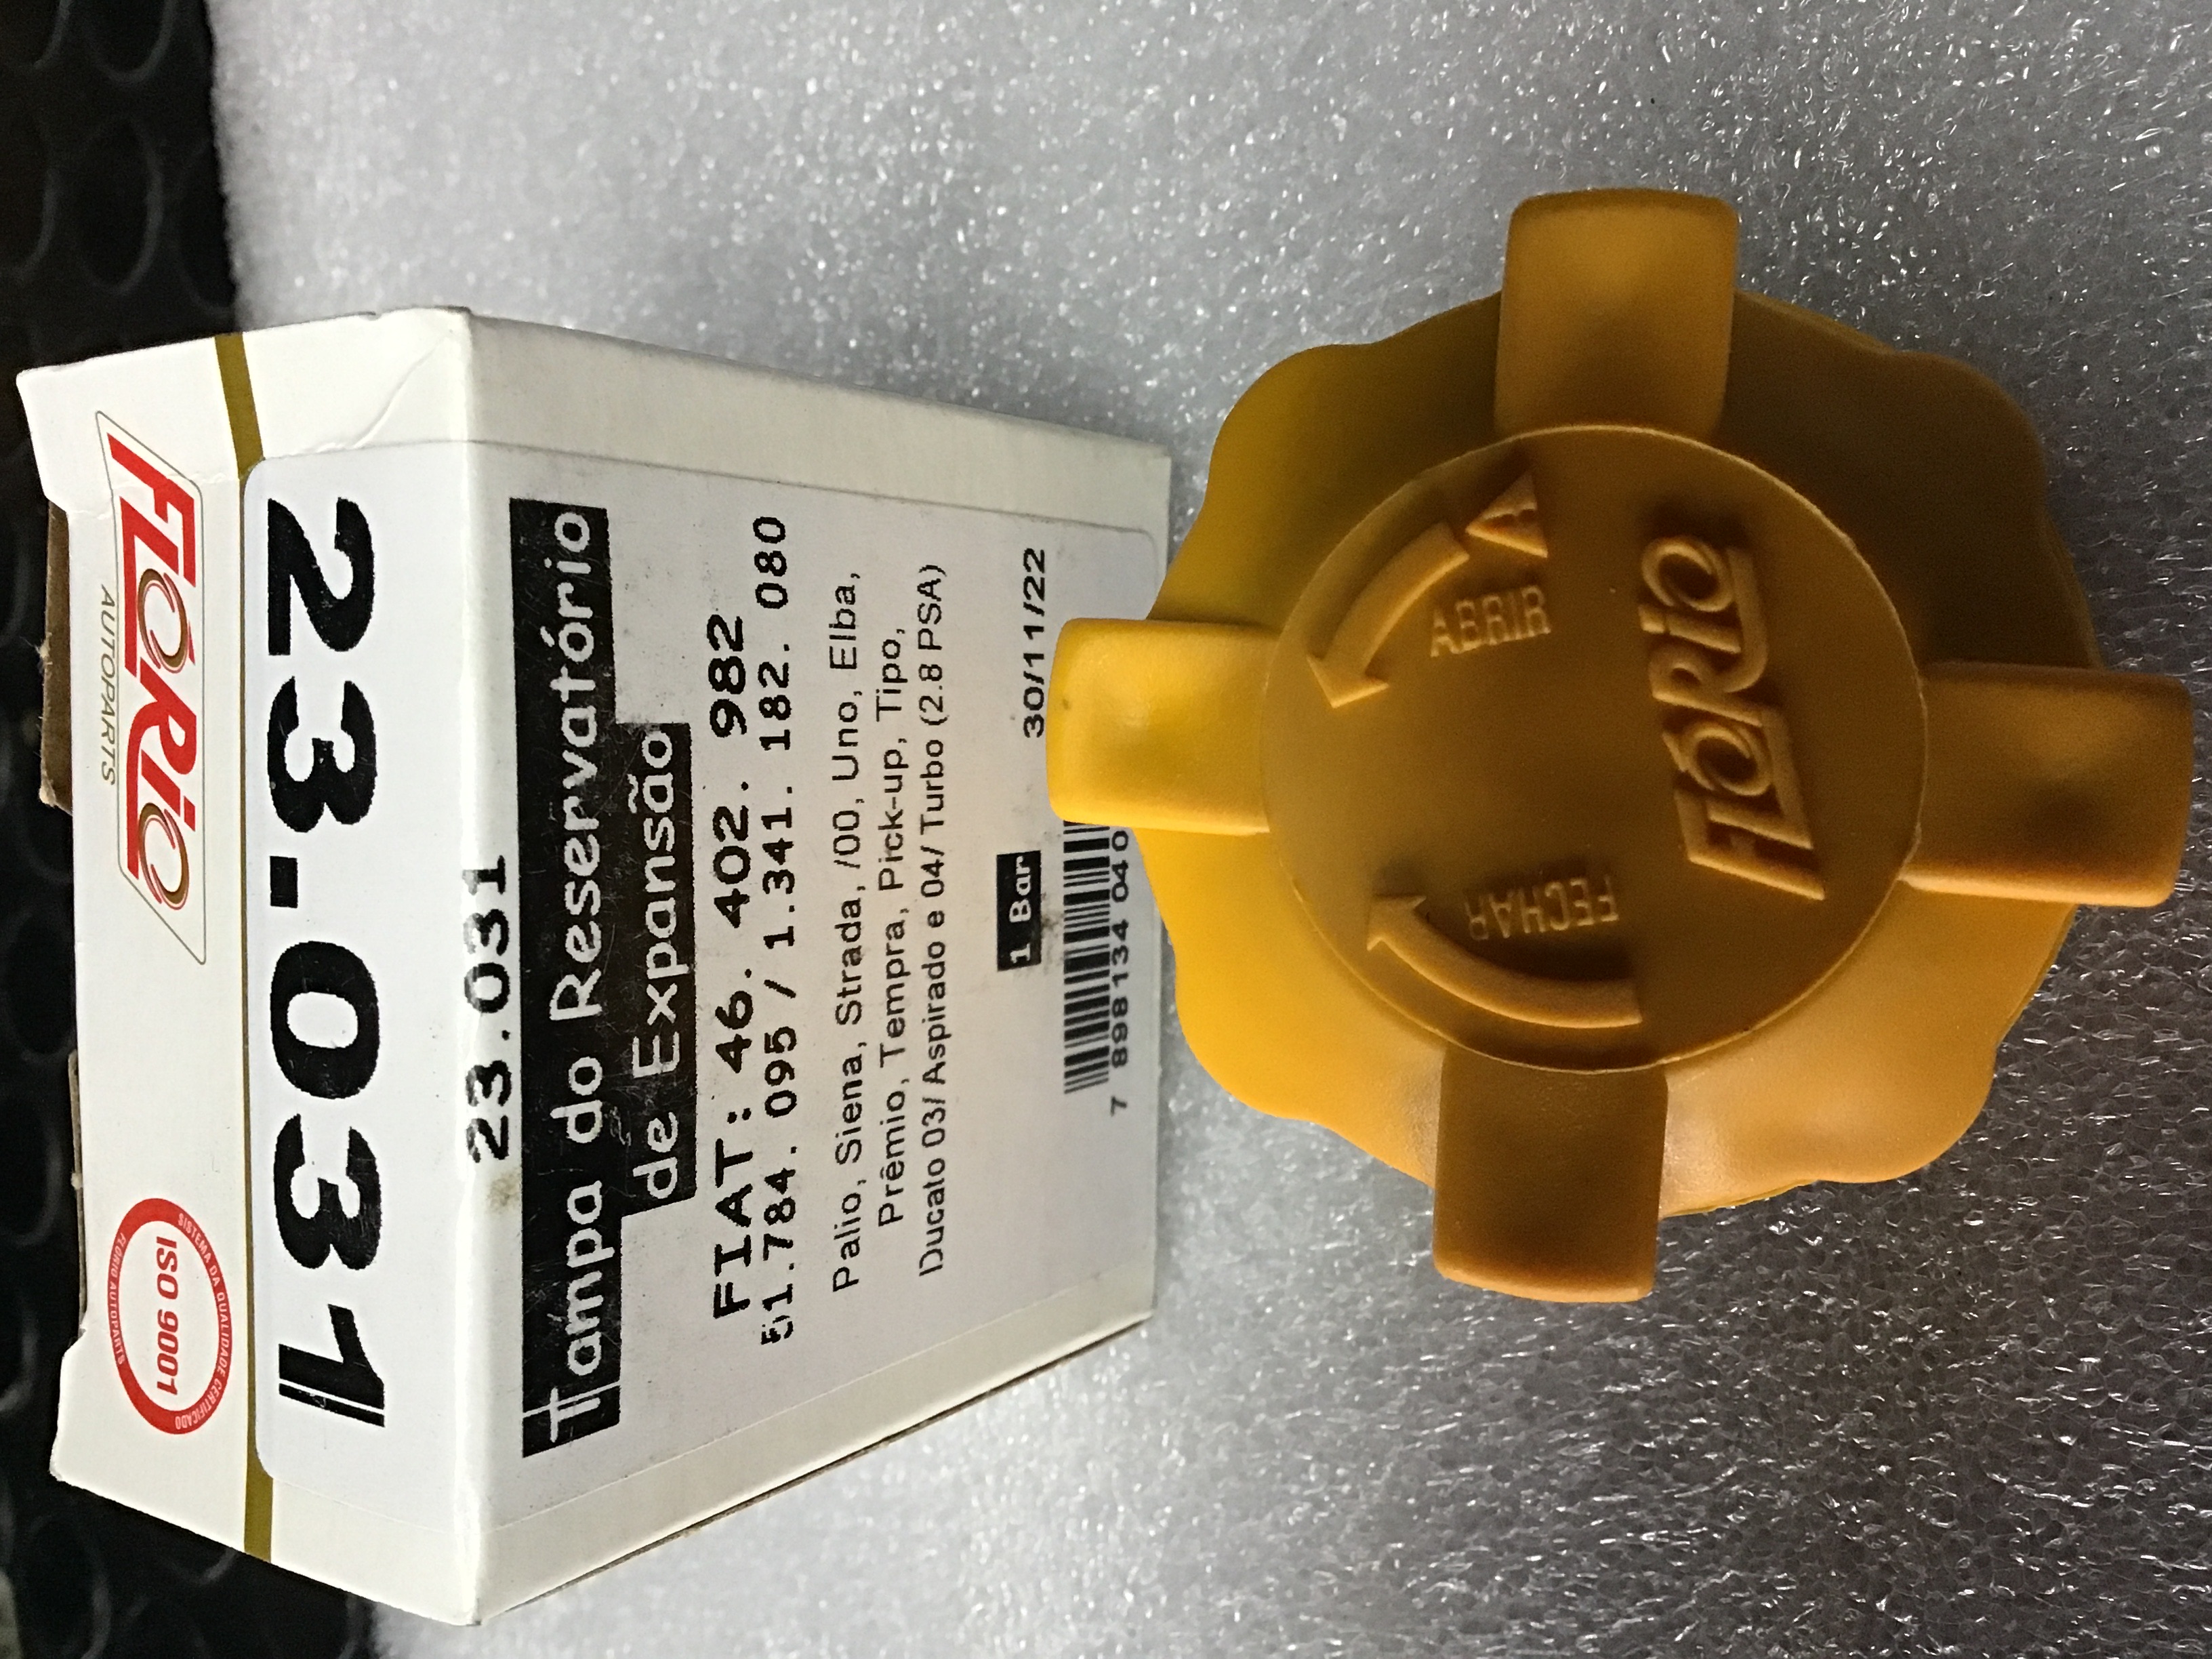 FLORIO
AUTOPARTS
SISTEMA DA QUALIDADE CERTIFICADO
ISO 9001
FLORIO AUTOPARTS
23.031
23.031
Tampa do Reservatório
de Expansão
FIAT: 46. 402. 982
51.784. 095 / 1.341. 182. 080
Palio, Siena, Strada, /00, Uno, Elba,
Prêmio, Tempra, Pick-up, Tipo,
Ducato 03/ Aspirado e 04/ Turbo (2.8 PSA)
1 Bar
30/11/22
7 898134 040
ABRIR
FECHAR
FLORIO